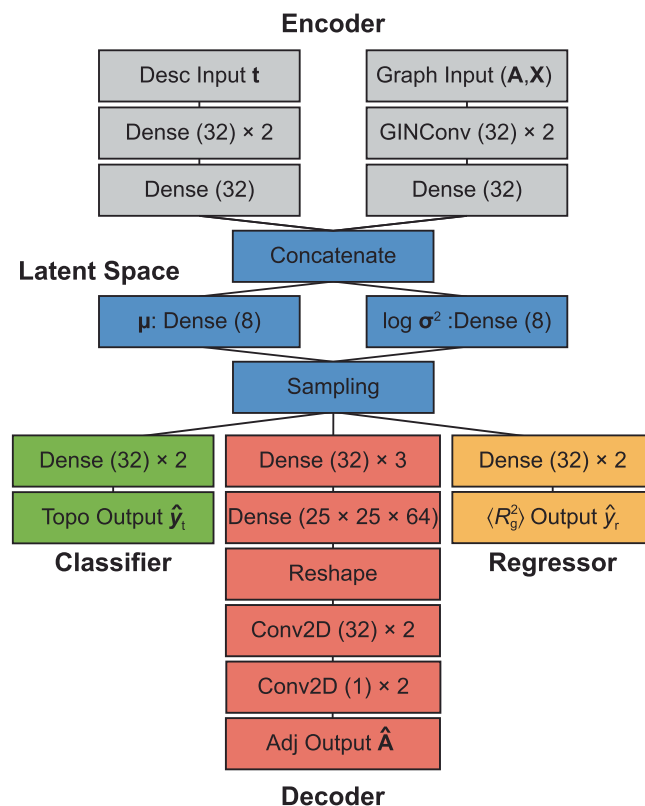 Encoder
Desc Input t
Graph Input (A,X)
Dense (32) × 2
GINConv (32) × 2
Dense (32)
Dense (32)
Concatenate
Latent Space
μ: Dense (8)
log σ² :Dense (8)
Sampling
Dense (32) × 2
Dense (32) × 3
Dense (32) × 2
Topo Output ŷₜ
Dense (25 × 25 × 64)
⟨R_g²⟩ Output ŷᵣ
Classifier
Regressor
Reshape
Conv2D (32) × 2
Conv2D (1) × 2
Adj Output Â
Decoder